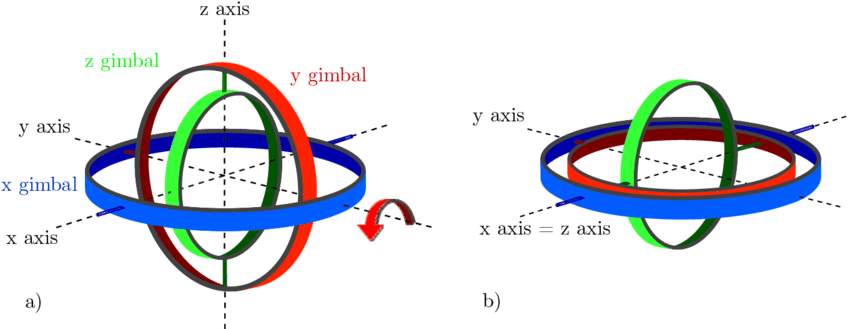 z axis
z gimbal
y gimbal
y axis
x gimbal
x axis
a)
y axis
x axis = z axis
b)